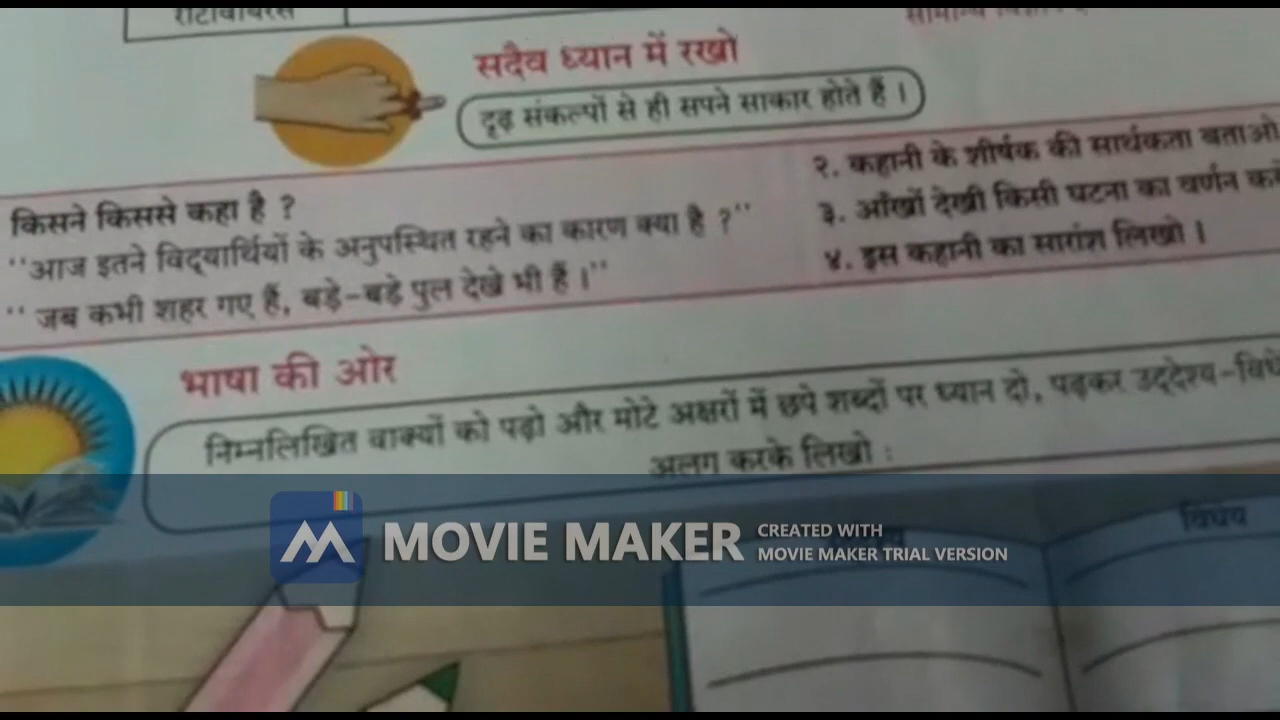 रोटावायरस
सदैव ध्यान में रखो
दृढ़ संकल्पों से ही सपने साकार होते हैं ।
किसने किससे कहा है ?
‘‘आज इतने विद्यार्थियों के अनुपस्थित रहने का कारण क्या है ?’’
‘‘ जब कभी शहर गए हैं, बड़े-बड़े पुल देखे भी हैं ।’’
२. कहानी के शीर्षक की सार्थकता बताओ
३. आँखों देखी किसी घटना का वर्णन
४. इस कहानी का सारांश लिखो ।
भाषा की ओर
निम्नलिखित वाक्यों को पढ़ो और मोटे अक्षरों में छपे शब्दों पर ध्यान दो, पढ़कर उद्देश्य-विधे
अलग करके लिखो :
विधेय
MOVIE MAKER
CREATED WITH
MOVIE MAKER TRIAL VERSION